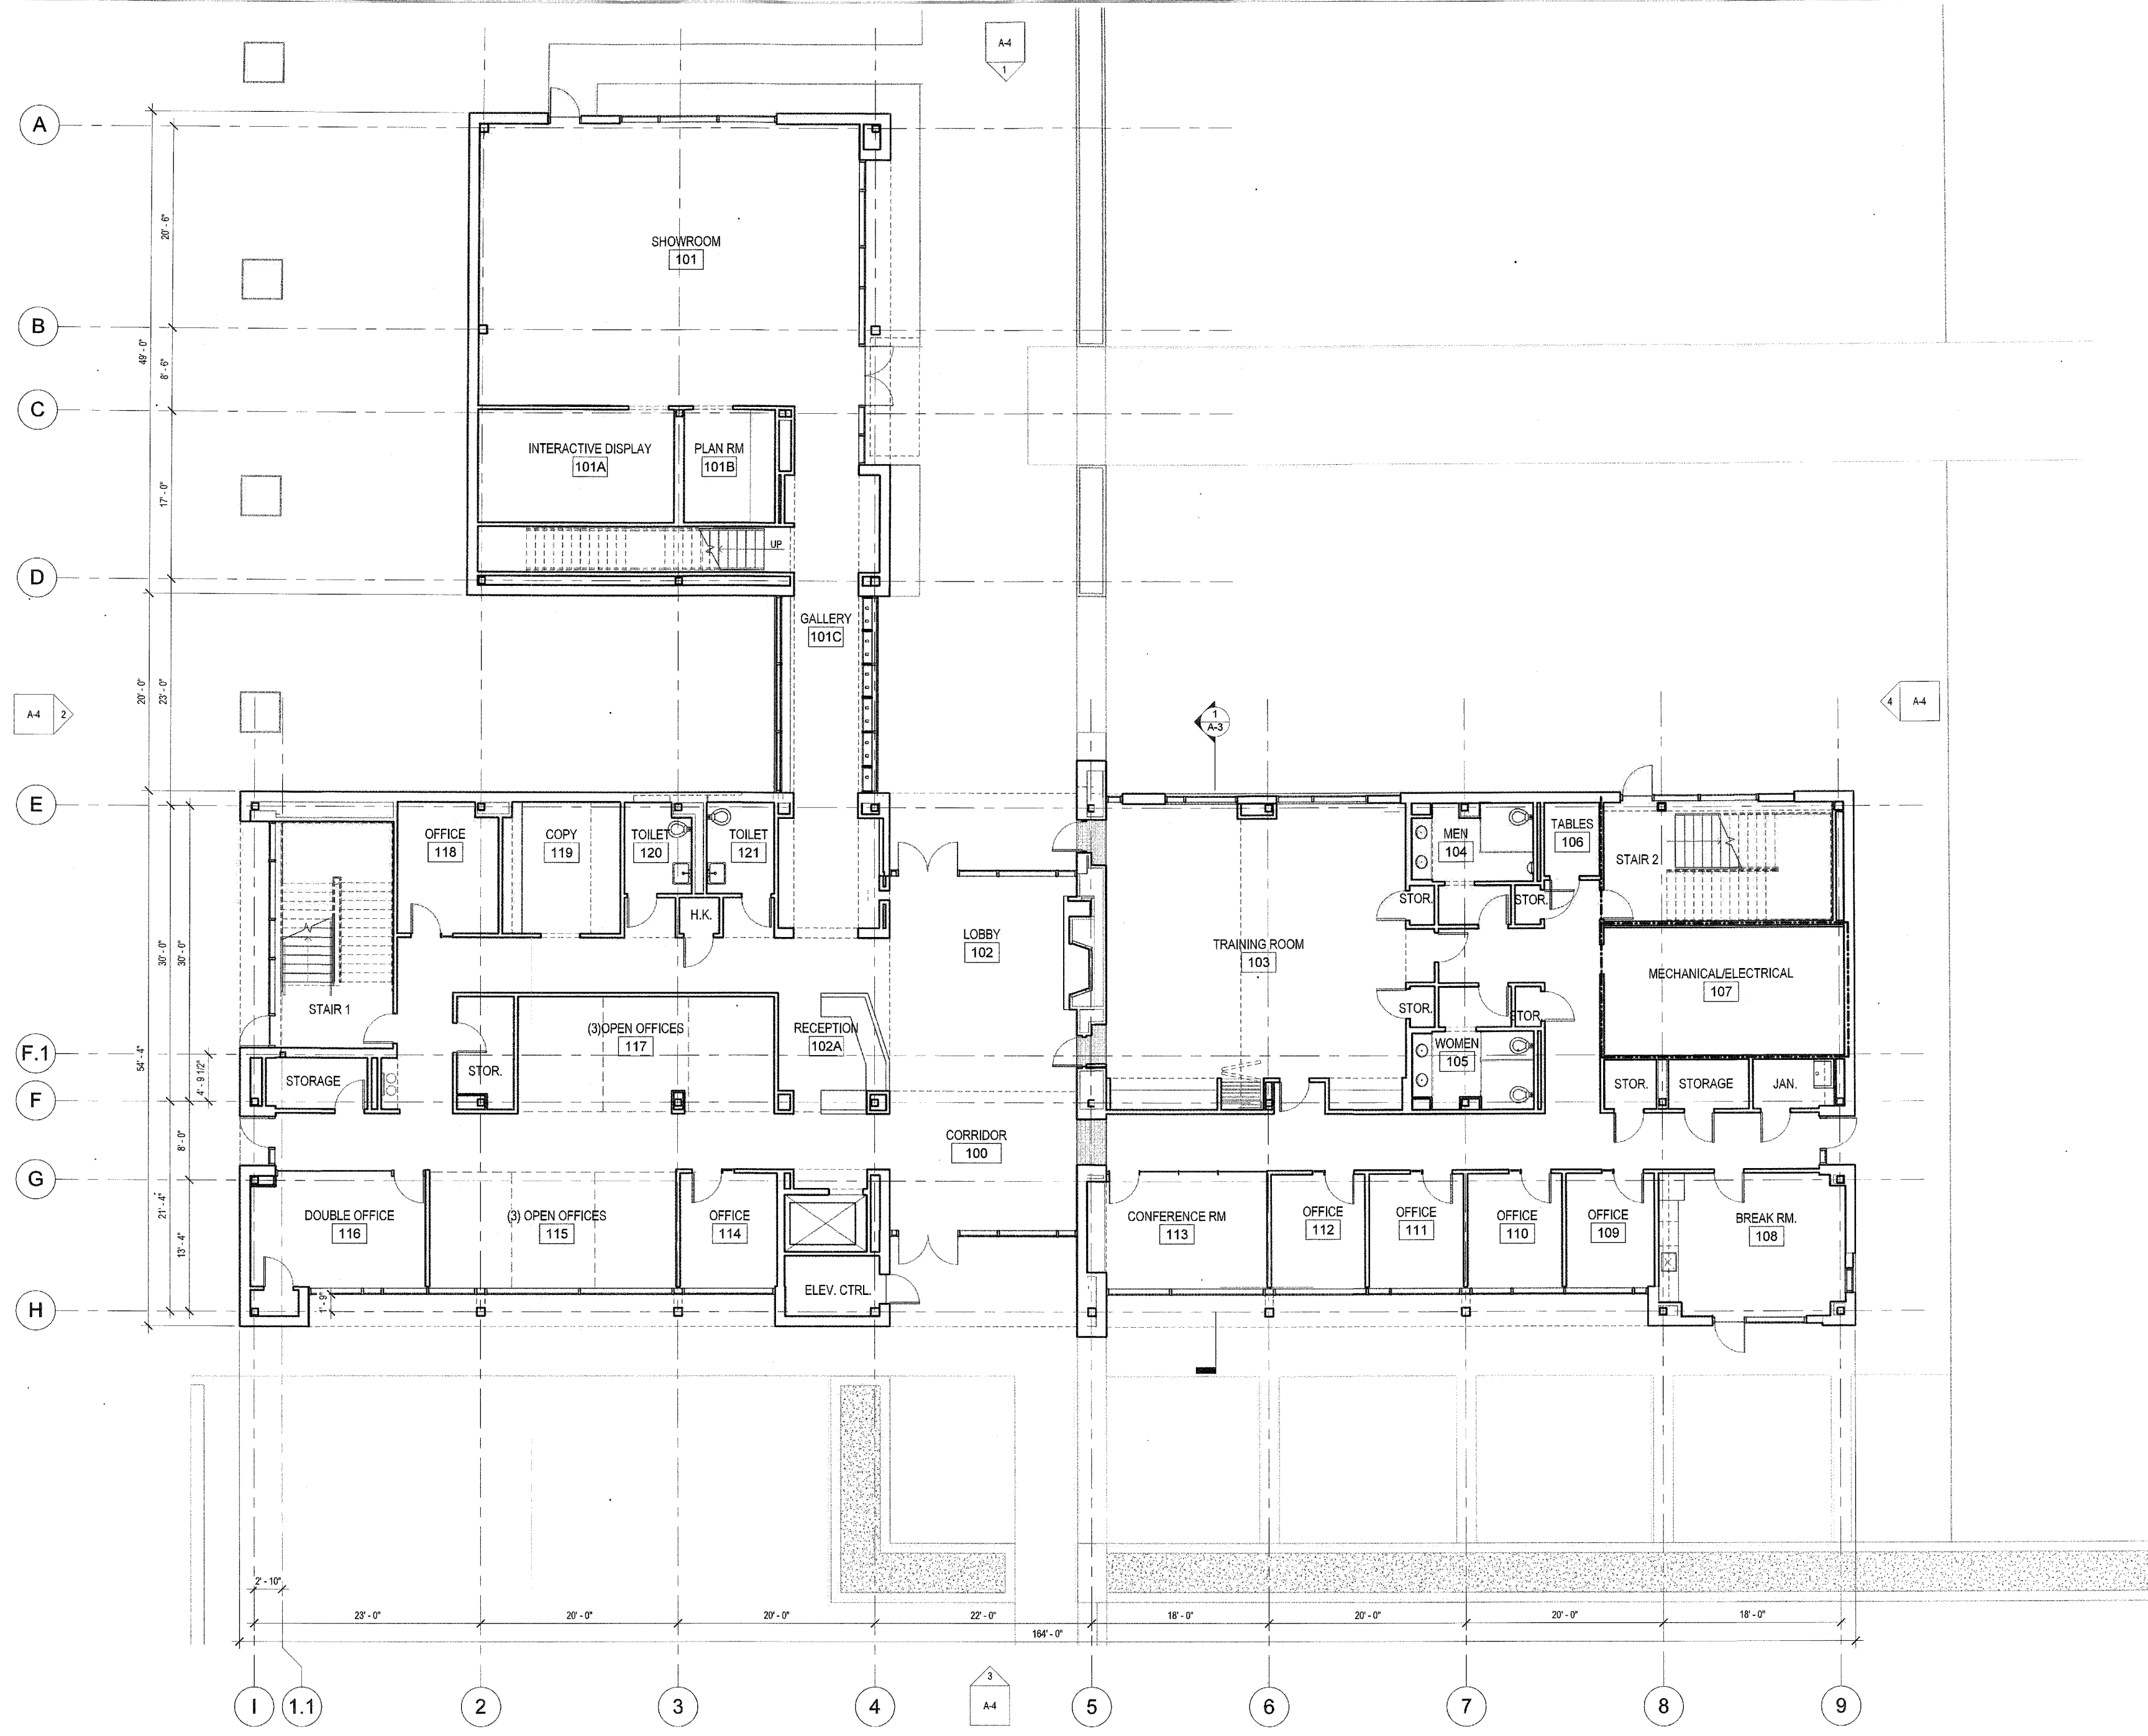 A-4
1
A
20' - 6"
SHOWROOM
101
B
49' - 0"
8' - 6"
C
INTERACTIVE DISPLAY
101A
PLAN RM
101B
17' - 0"
UP
D
GALLERY
101C
20' - 0"
23' - 0"
A-4
2
1
A-3
4
A-4
E
OFFICE
118
COPY
119
TOILET
120
TOILET
121
MEN
104
TABLES
106
STAIR 2
H.K.
STOR.
STOR.
LOBBY
102
TRAINING ROOM
103
30' - 0"
30' - 0"
MECHANICAL/ELECTRICAL
107
STAIR 1
(3)OPEN OFFICES
117
RECEPTION
102A
STOR.
STOR.
F.1
54' - 4"
4' - 9 1/2"
STORAGE
STOR.
WOMEN
105
STOR.
STORAGE
JAN.
F
8' - 0"
CORRIDOR
100
G
21' - 4"
13' - 4"
DOUBLE OFFICE
116
(3) OPEN OFFICES
115
OFFICE
114
CONFERENCE RM
113
OFFICE
112
OFFICE
111
OFFICE
110
OFFICE
109
BREAK RM.
108
ELEV. CTRL.
H
1' - 9"
2' - 10"
23' - 0"
20' - 0"
20' - 0"
22' - 0"
18' - 0"
20' - 0"
20' - 0"
18' - 0"
164' - 0"
3
A-4
I
1.1
2
3
4
5
6
7
8
9